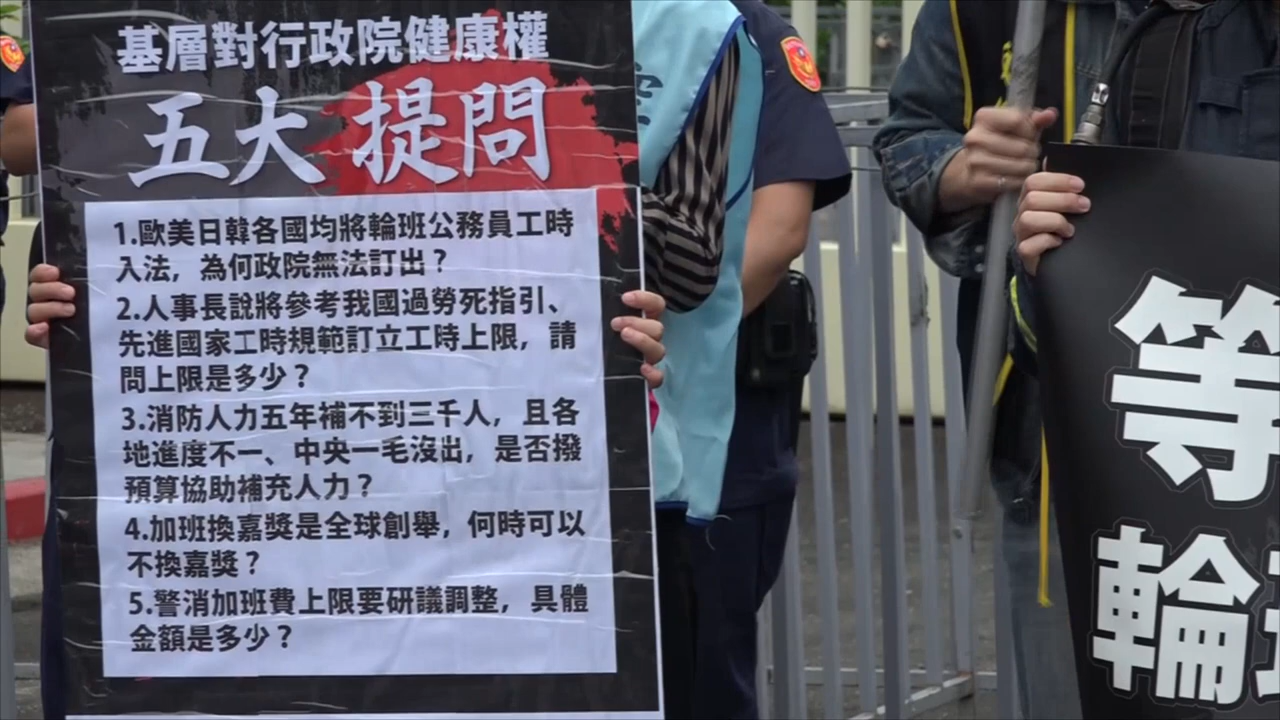 基層對行政院健康權
五大提問
1.歐美日韓各國均將輪班公務員工時
入法，為何政院無法訂出？
2.人事長說將參考我國過勞死指引、
先進國家工時規範訂立工時上限，請
問上限是多少？
3.消防人力五年補不到三千人，且各
地進度不一、中央一毛沒出，是否撥
預算協助補充人力？
4.加班換嘉獎是全球創舉，何時可以
不換嘉獎？
5.警消加班費上限要研議調整，具體
金額是多少？
等
輪